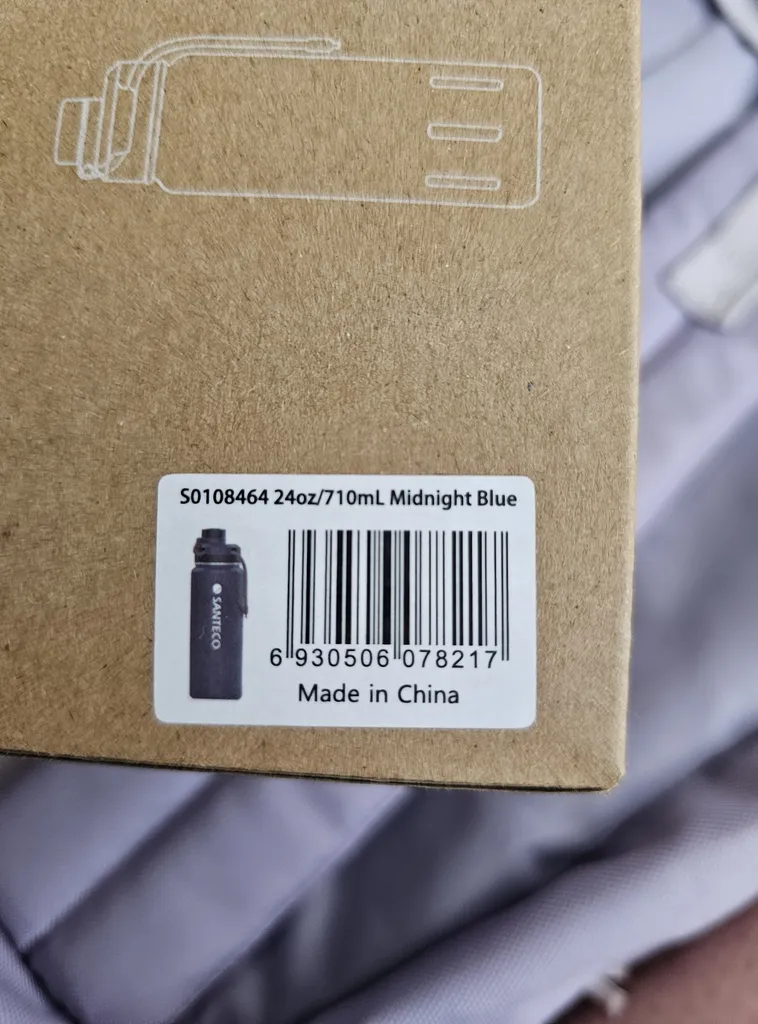 S0108464 24oz/710mL Midnight Blue
SANTECO
6 930506 078217
Made in China